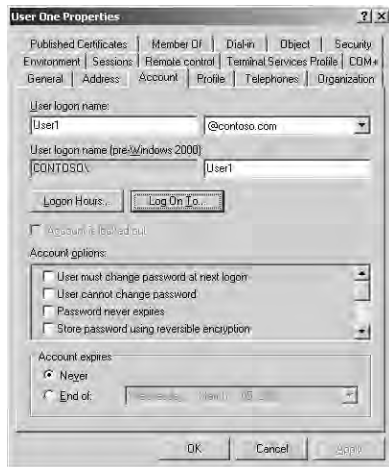 User One Properties
Published Certificates Member Of Dial-in Object Security
Environment Sessions Remote control Terminal Services Profile COM+
General Address Account Profile Telephones Organization
User logon name:
User1 @contoso.com
User logon name (pre-Windows 2000)
CONTOSO\ User1
Logon Hours... Log On To...
Account is locked out
Account options:
User must change password at next logon
User cannot change password
Password never expires
Store password using reversible encryption
Account expires
Never
End of:
OK Cancel Apply